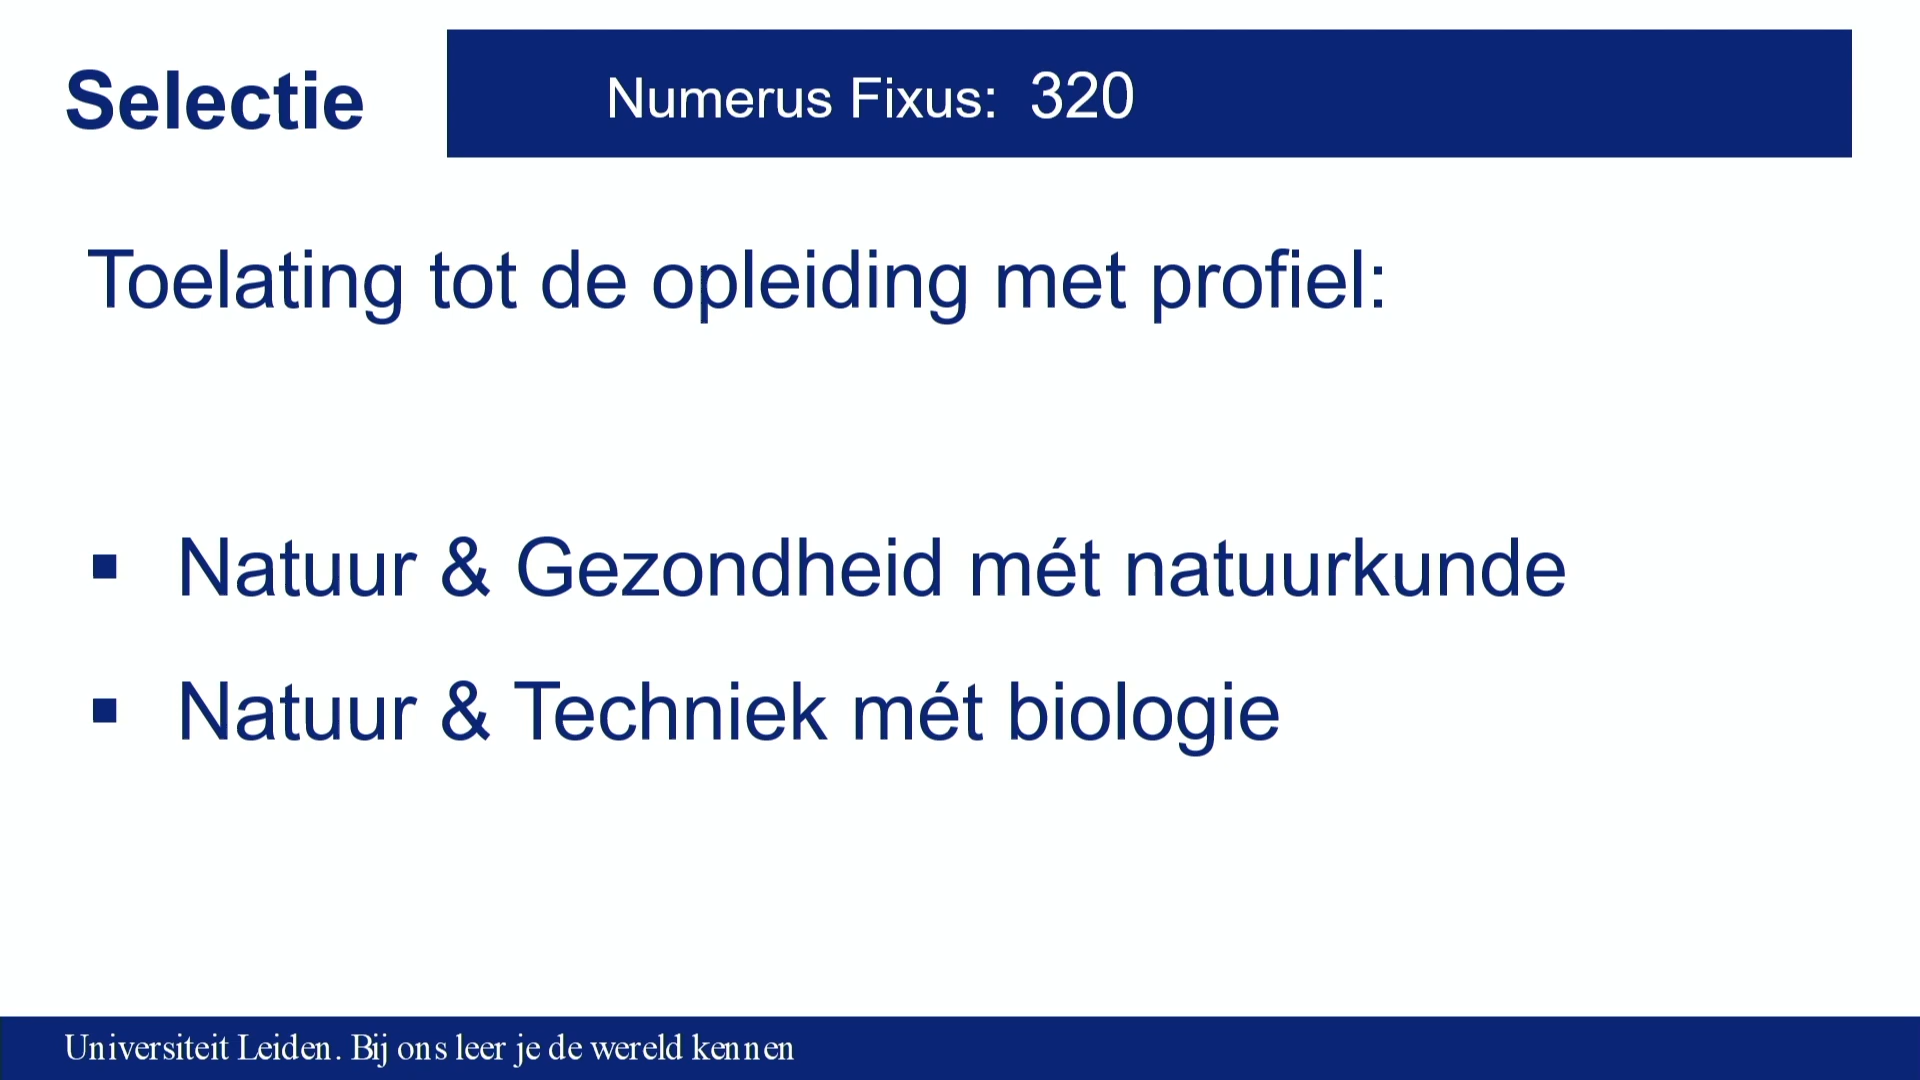 Selectie
Numerus Fixus: 320
Toelating tot de opleiding met profiel:
▪ Natuur & Gezondheid mét natuurkunde
▪ Natuur & Techniek mét biologie
Universiteit Leiden. Bij ons leer je de wereld kennen